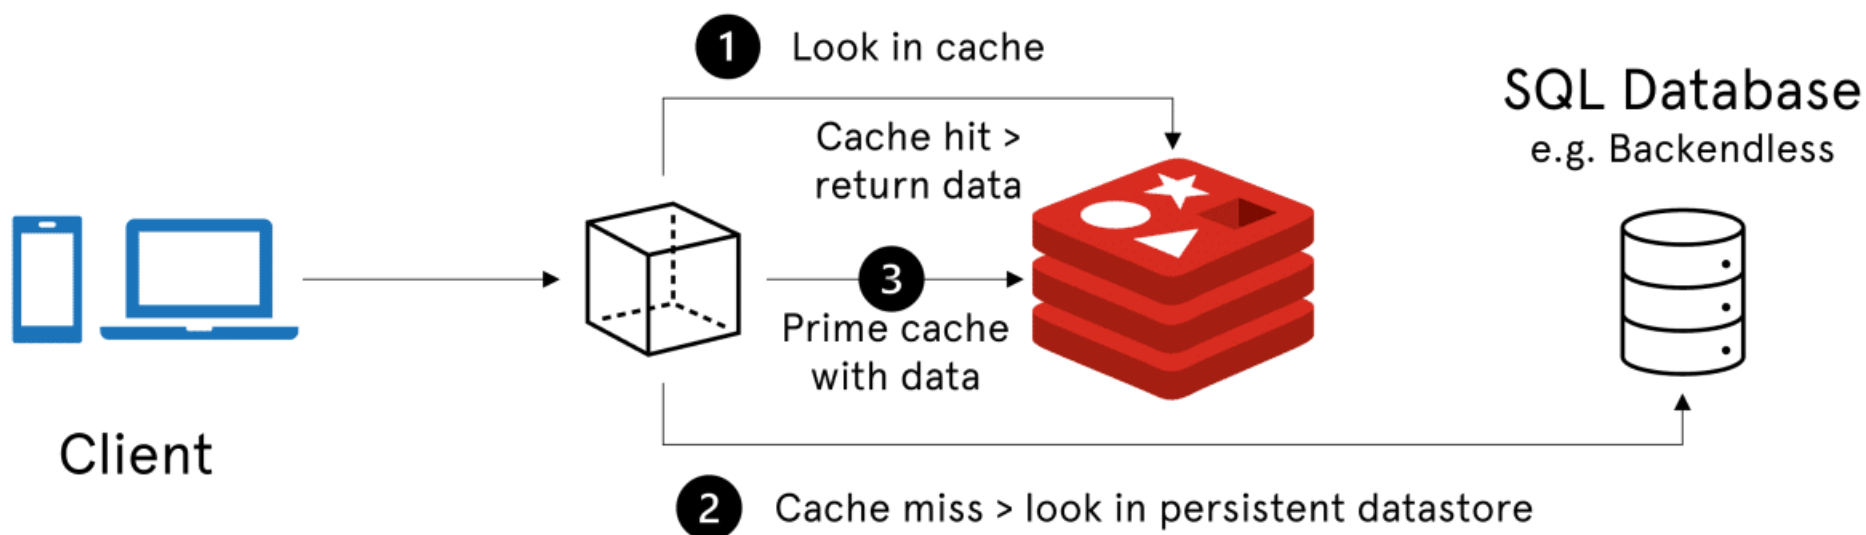 1 Look in cache
Cache hit >
return data
SQL Database
e.g. Backendless
3
Prime cache
with data
Client
2 Cache miss > look in persistent datastore